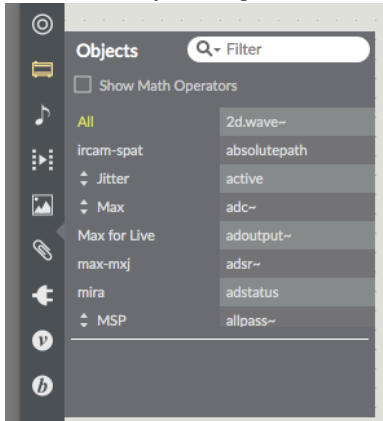 Objects Filter
Show Math Operators
All 2d.wave~
ircam-spat absolutepath
Jitter active
Max adc~
Max for Live adoutput~
max-mxj adsr~
mira adstatus
MSP allpass~
v
b